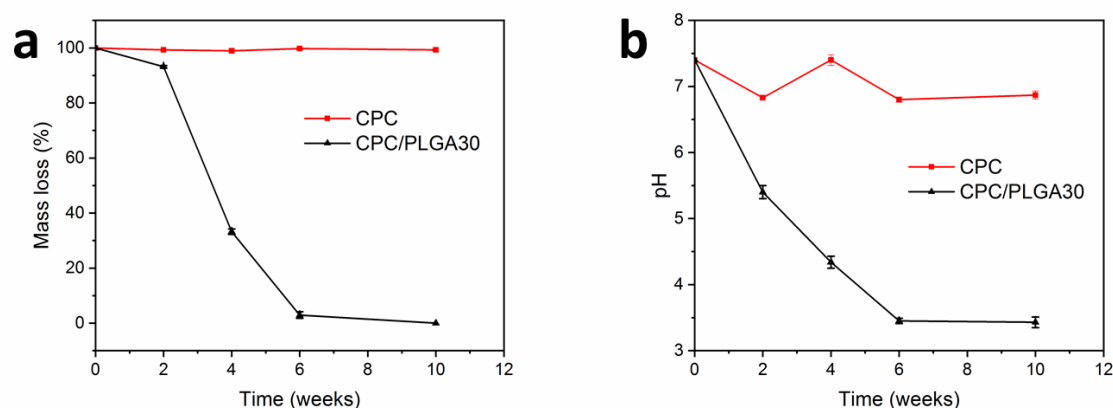 a
Mass loss (%)
100
80
60
40
20
0
CPC
CPC/PLGA30
0 2 4 6 8 10 12
Time (weeks)
b
pH
8
7
6
5
4
3
CPC
CPC/PLGA30
0 2 4 6 8 10 12
Time (weeks)